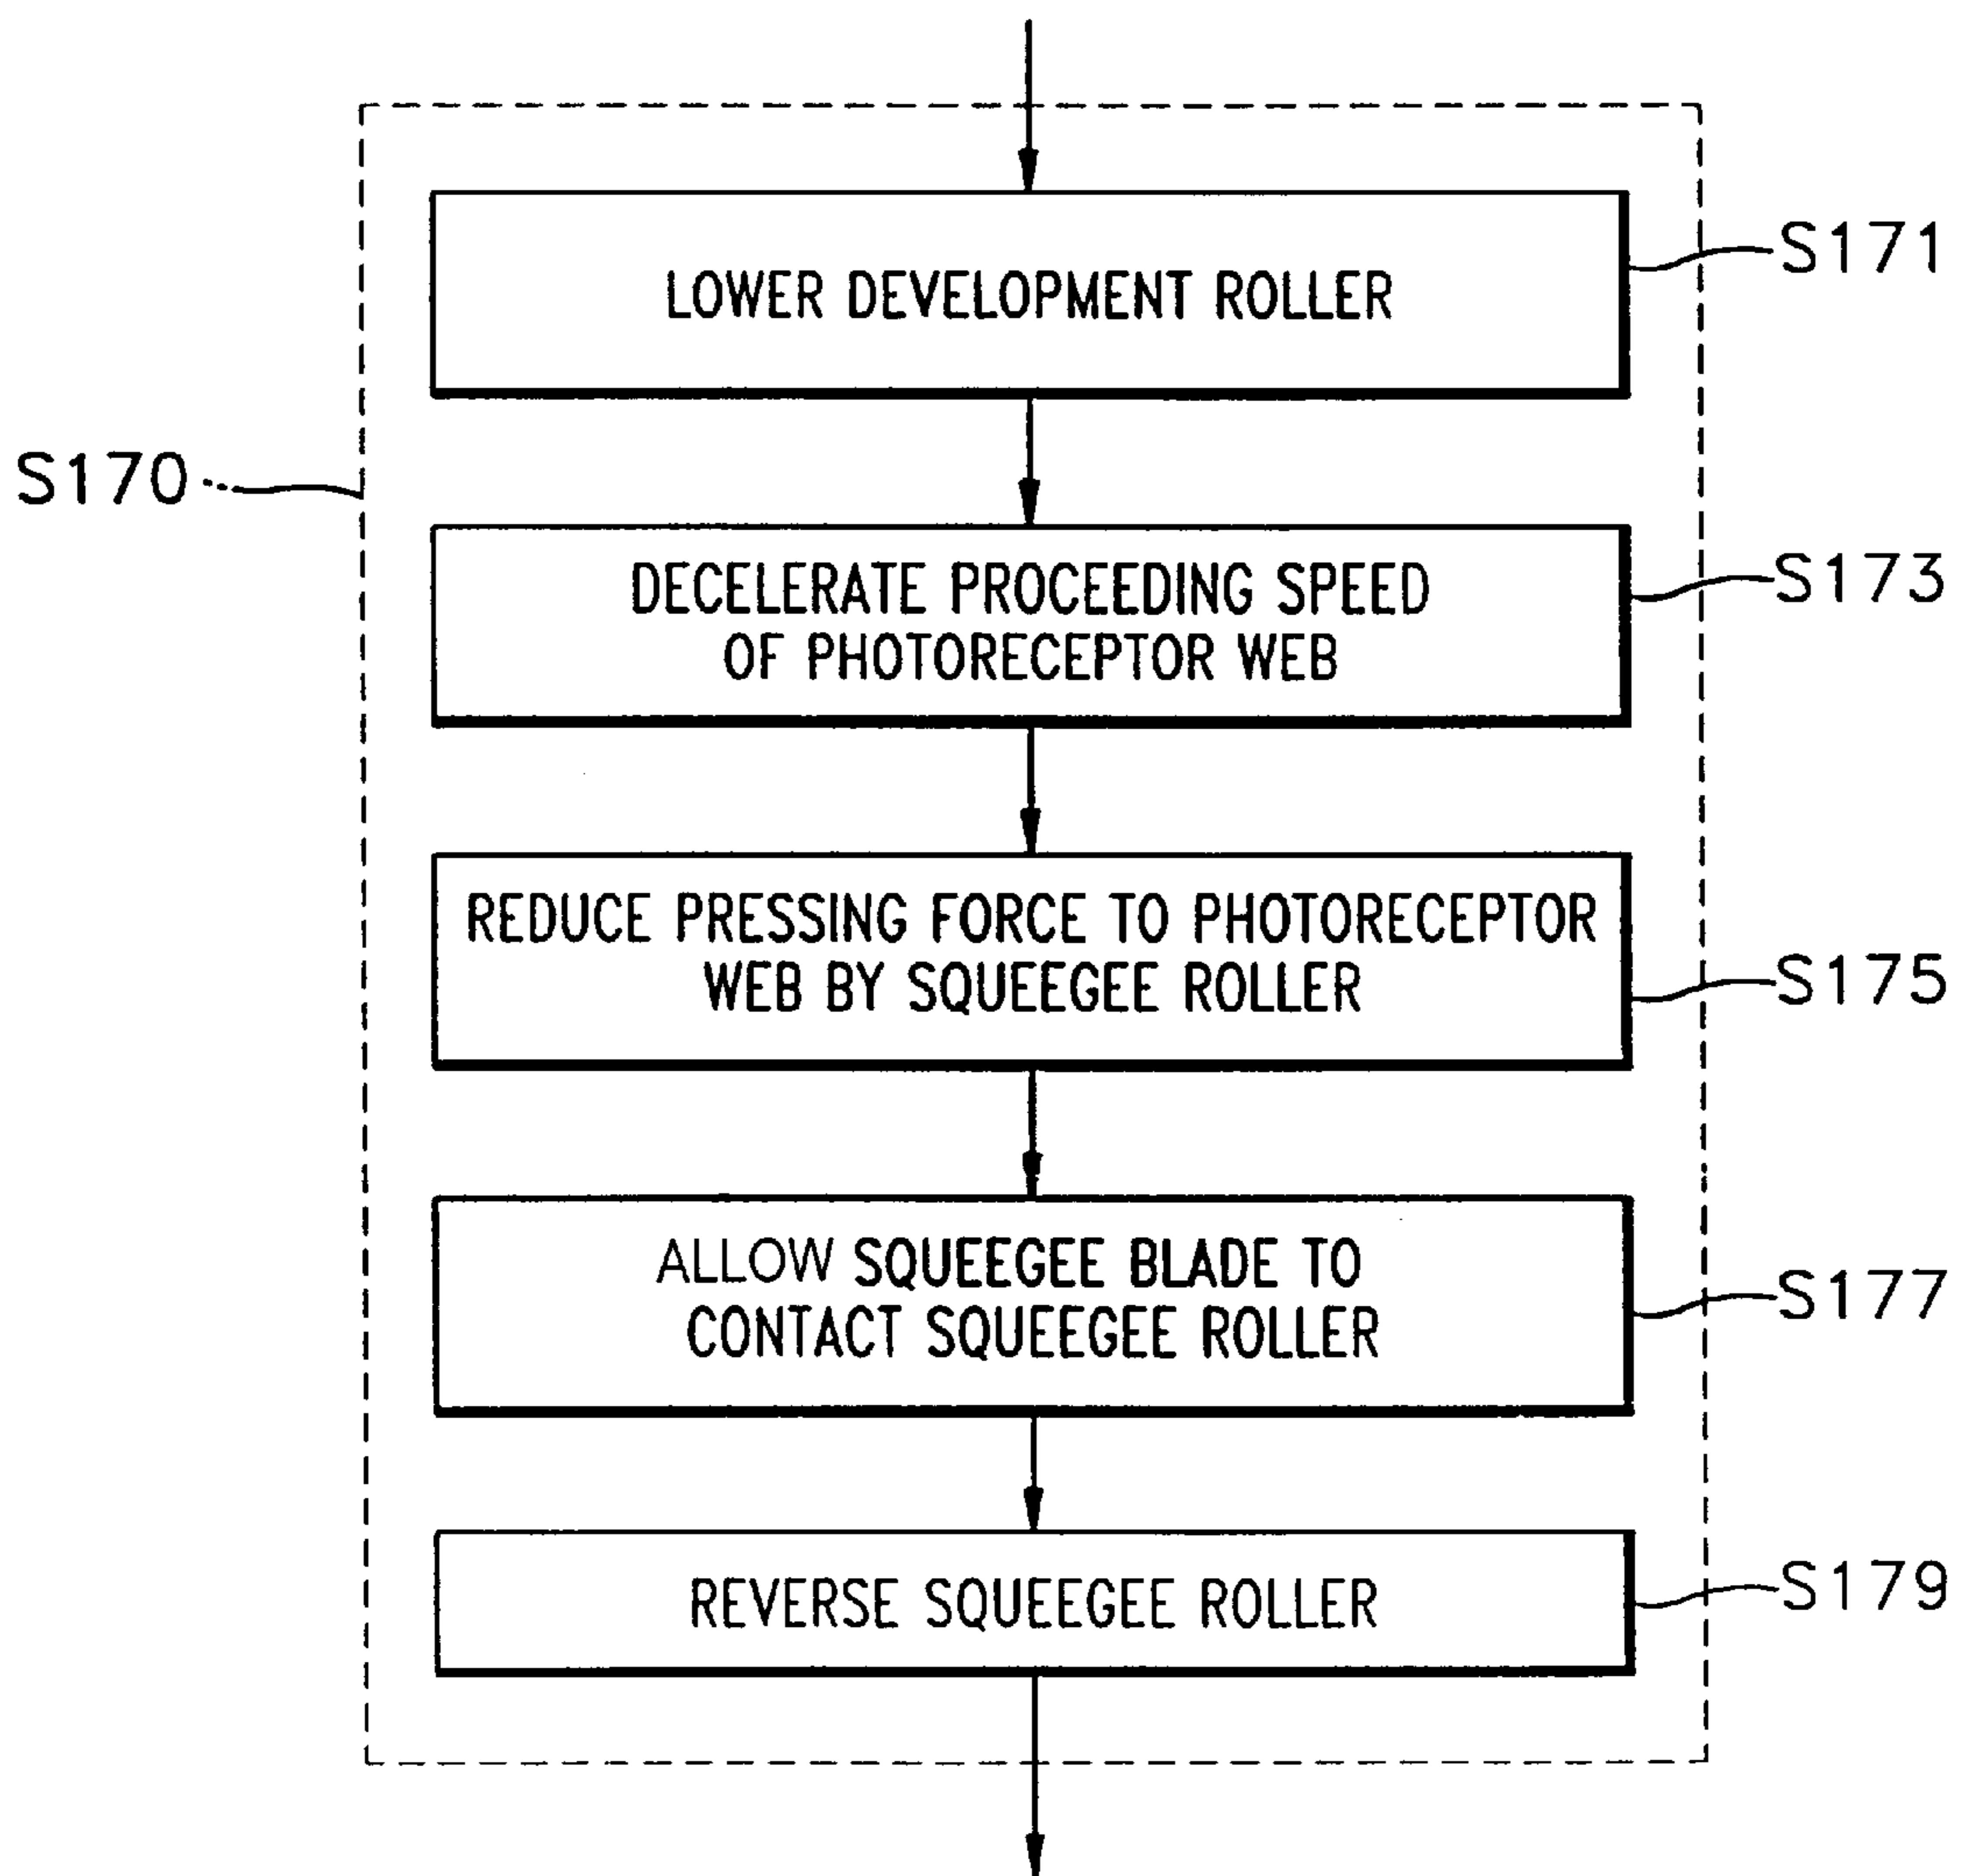 LOWER DEVELOPMENT ROLLER
S171
S170
DECELERATE PROCEEDING SPEED
OF PHOTORECEPTOR WEB
S173
REDUCE PRESSING FORCE TO PHOTORECEPTOR
WEB BY SQUEEGEE ROLLER
S175
ALLOW SQUEEGEE BLADE TO
CONTACT SQUEEGEE ROLLER
S177
REVERSE SQUEEGEE ROLLER
S179